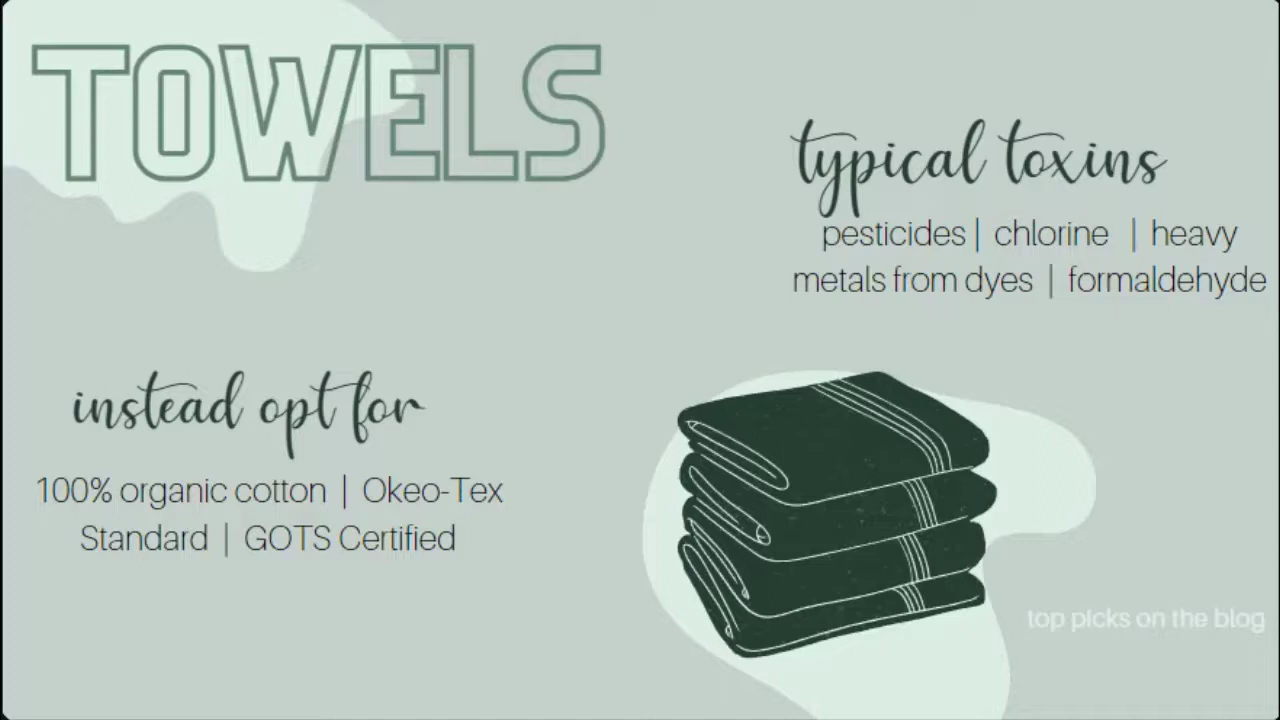 TOWELS
typical toxins
pesticides | chlorine | heavy
metals from dyes | formaldehyde
instead opt for
100% organic cotton | Okeo-Tex
Standard | GOTS Certified
top picks on the blog